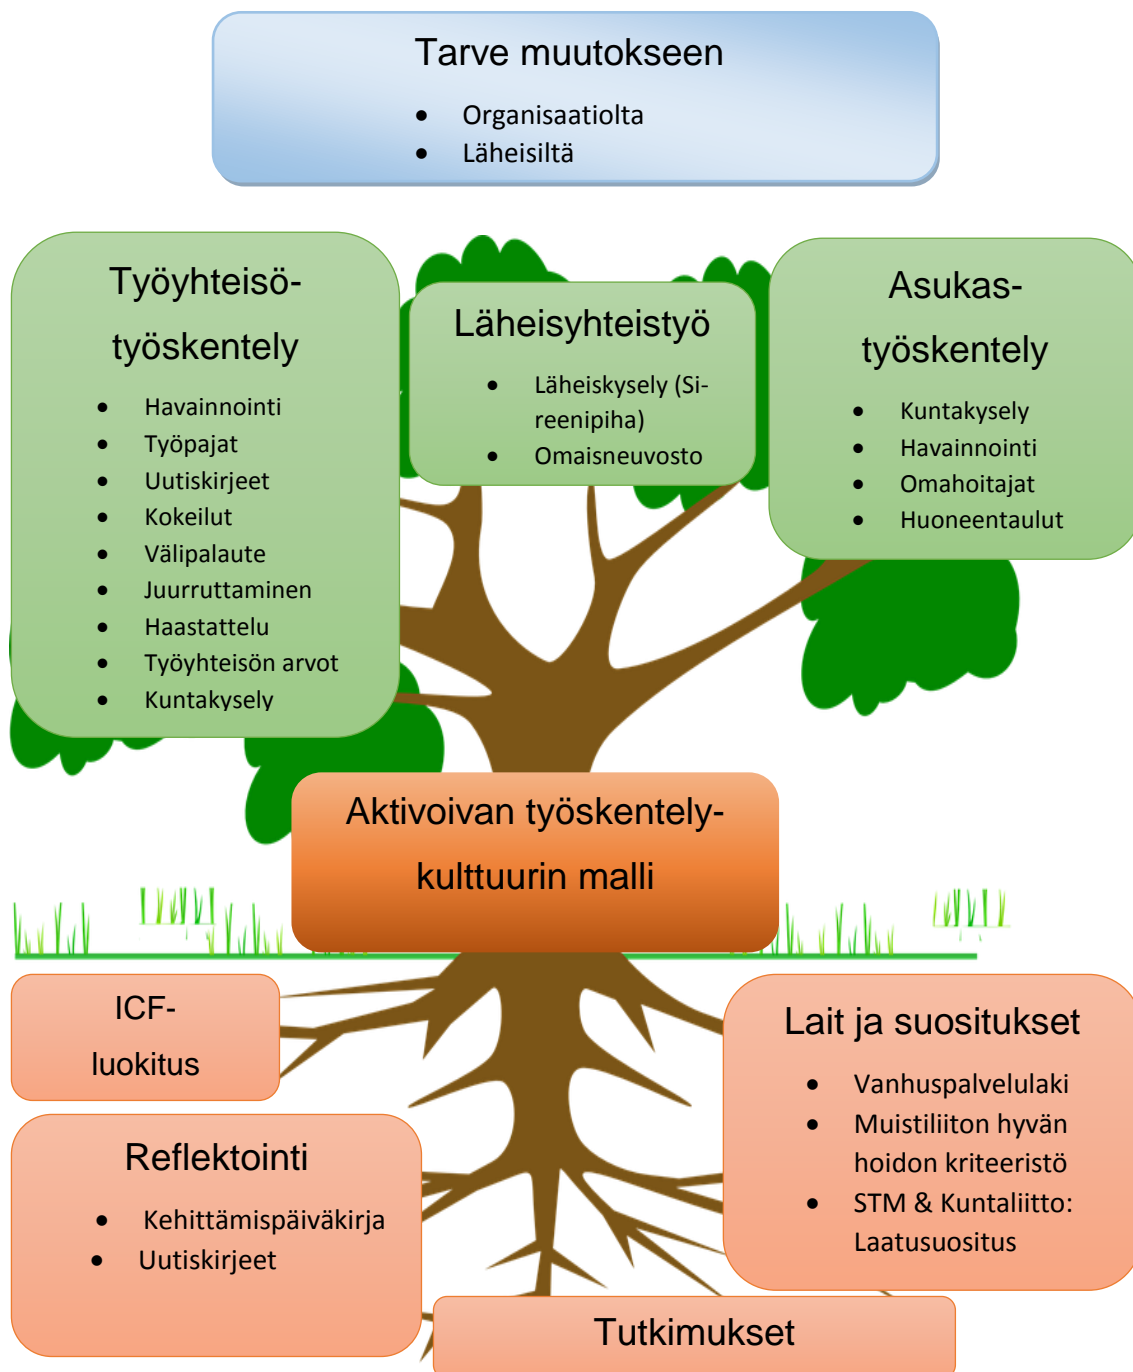 Tarve muutokseen
• Organisaatiolta
• Läheisiltä
Työyhteisö-
työskentely
• Havainnointi
• Työpajat
• Uutiskirjeet
• Kokeilut
• Välipalaute
• Juurruttaminen
• Haastattelu
• Työyhteisön arvot
• Kuntakysely
Läheisyhteistyö
• Läheiskysely (Si-
reenipiha)
• Omaisneuvosto
Asukas-
työskentely
• Kuntakysely
• Havainnointi
• Omahoitajat
• Huoneentaulut
Aktivoivan työskentely-
kulttuurin malli
ICF-
luokitus
Reflektointi
• Kehittämispäiväkirja
• Uutiskirjeet
Lait ja suositukset
• Vanhuspalvelulaki
• Muistiliiton hyvän
hoidon kriteeristö
• STM & Kuntaliitto:
Laatusuositus
Tutkimukset